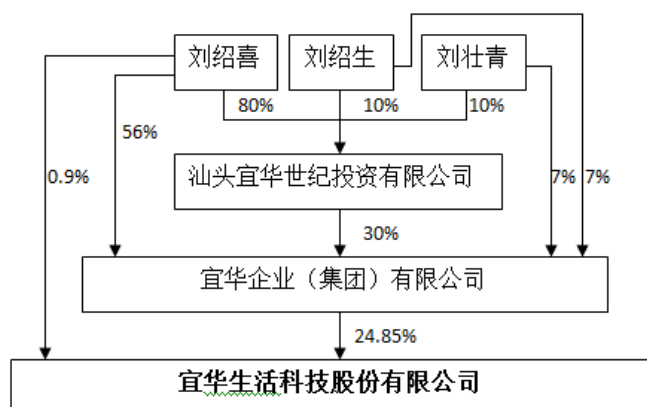 刘绍喜
刘绍生
刘壮青
80%
10%
10%
56%
0.9%
汕头宜华世纪投资有限公司
7%
7%
30%
宜华企业（集团）有限公司
24.85%
宜华生活科技股份有限公司